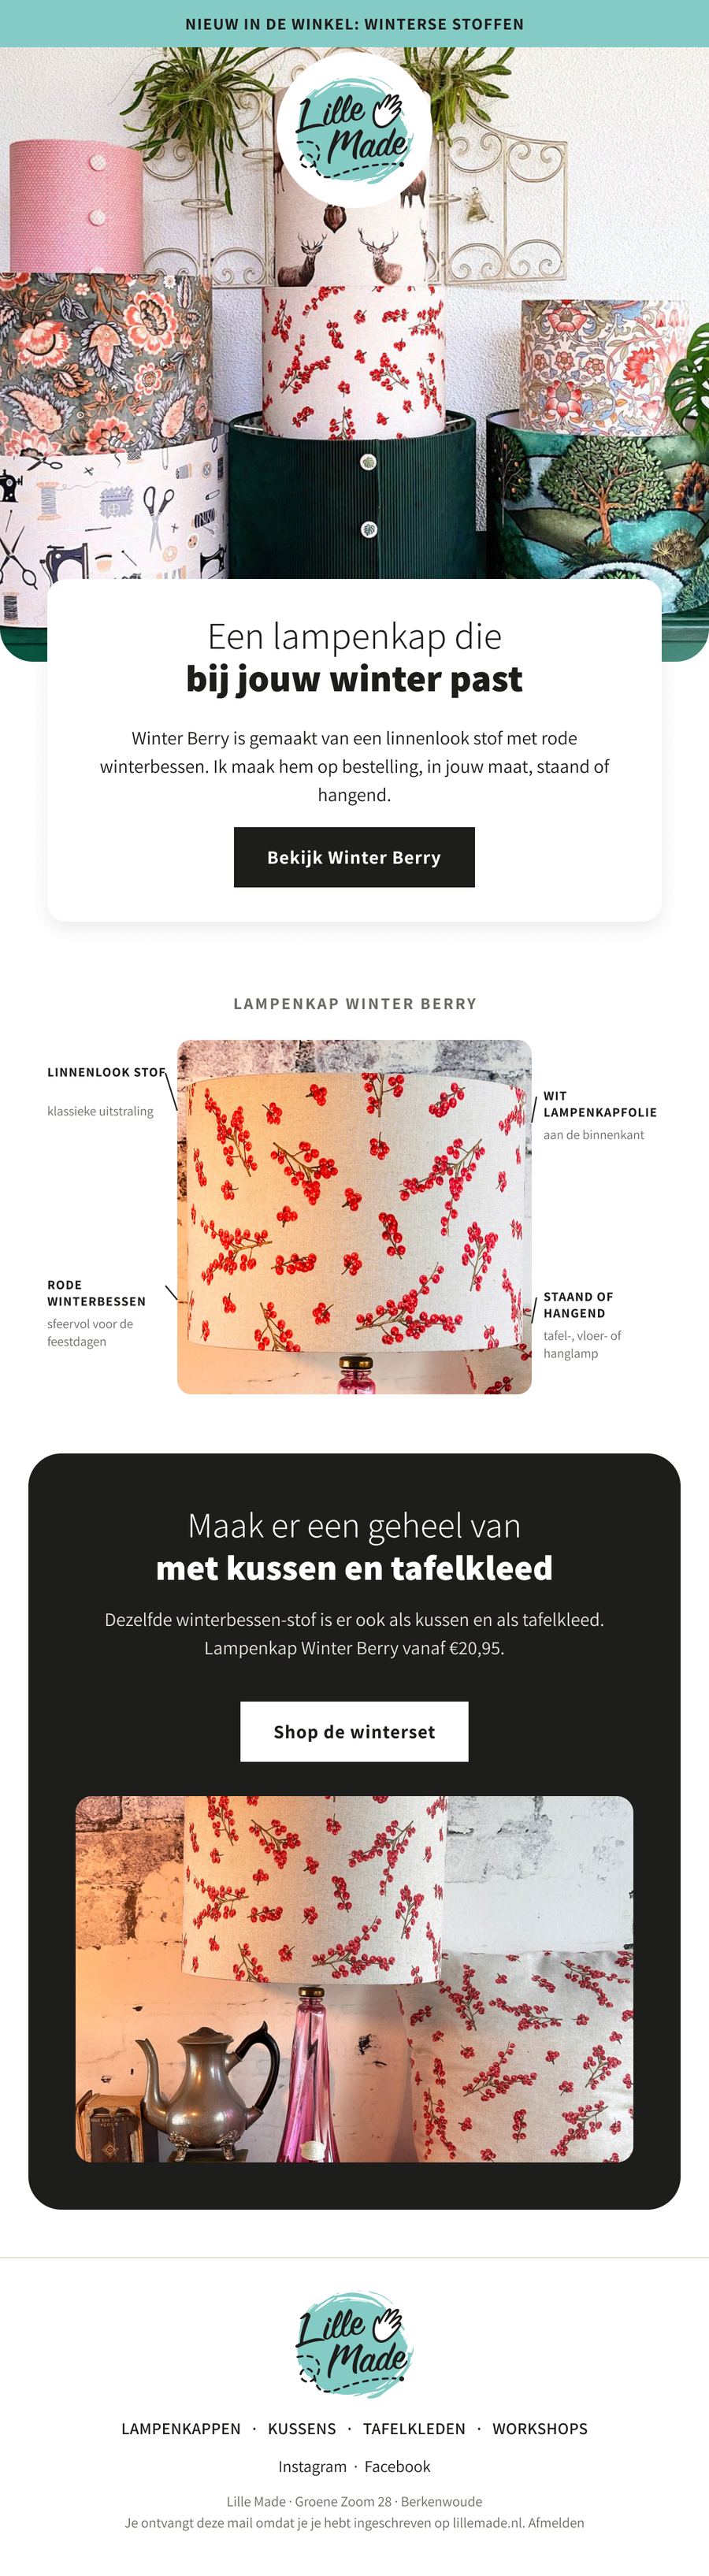 NIEUW IN DE WINKEL: WINTERSE STOFFEN
Lille
Made
Een lampenkap die
bij jouw winter past
Winter Berry is gemaakt van een linnenlook stof met rode
winterbessen. Ik maak hem op bestelling, in jouw maat, staand of
hangend.
Bekijk Winter Berry
LAMPENKAP WINTER BERRY
LINNENLOOK STOF
klassieke uitstraling
WIT
LAMPENKAPFOLIE
aan de binnenkant
RODE
WINTERBESSEN
sfeervol voor de
feestdagen
STAAND OF
HANGEND
tafel-, vloer- of
hanglamp
Maak er een geheel van
met kussen en tafelkleed
Dezelfde winterbessen-stof is er ook als kussen en als tafelkleed.
Lampenkap Winter Berry vanaf €20,95.
Shop de winterset
Lille
Made
LAMPENKAPPEN · KUSSENS · TAFELKLEDEN · WORKSHOPS
Instagram · Facebook
Lille Made · Groene Zoom 28 · Berkenwoude
Je ontvangt deze mail omdat je je hebt ingeschreven op lillemade.nl. Afmelden